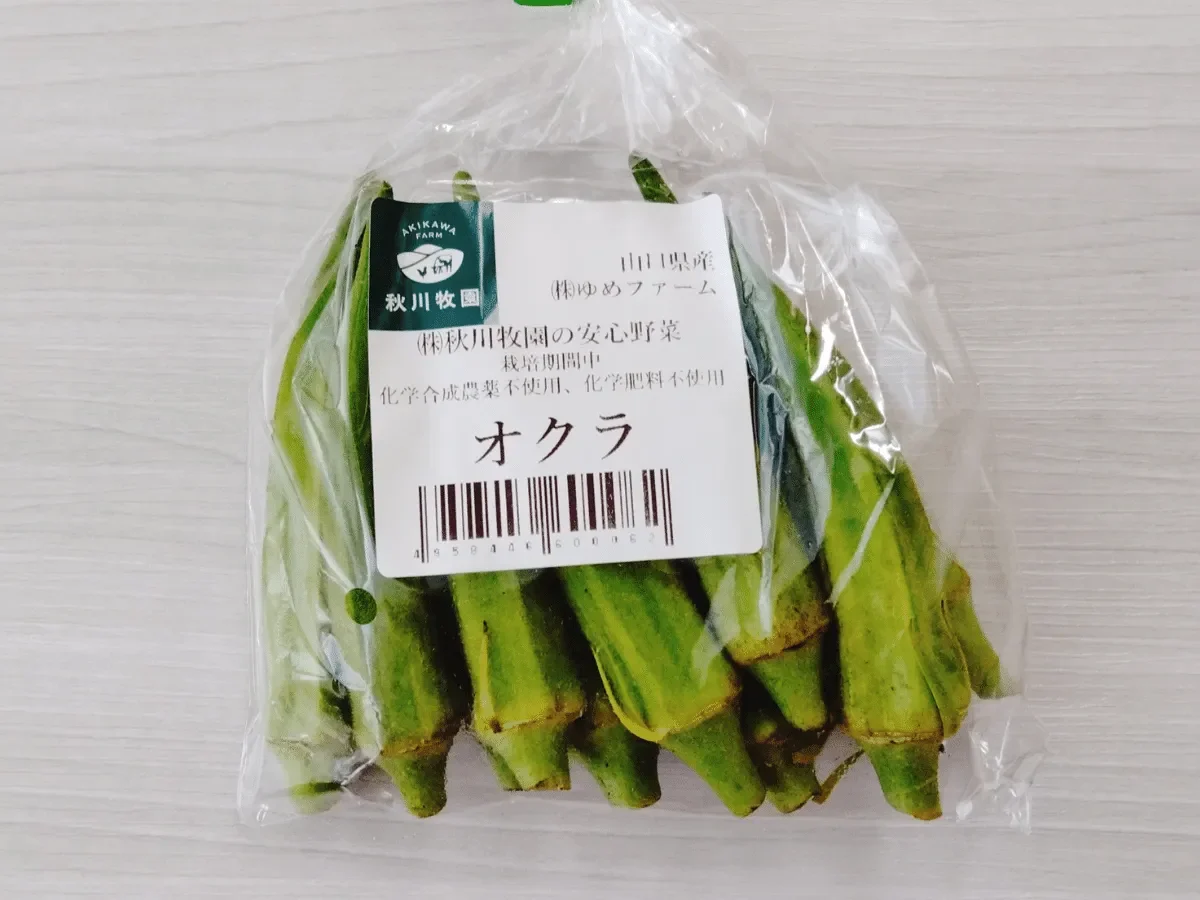 AKIKAWA
FARM
秋川牧園
山口県産
㈱ゆめファーム
㈱秋川牧園の安心野菜
栽培期間中
化学合成農薬不使用、化学肥料不使用
オクラ
4958446600062